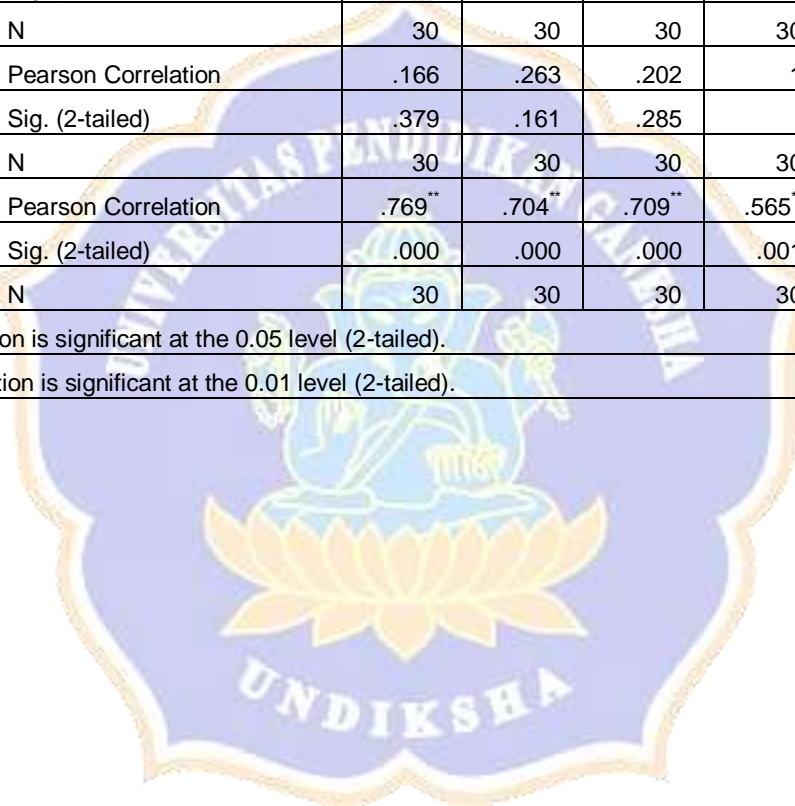 N 30 30 30 30
Pearson Correlation .166 .263 .202 1
Sig. (2-tailed) .379 .161 .285
N 30 30 30 30
Pearson Correlation .769** .704** .709** .565*
Sig. (2-tailed) .000 .000 .000 .001
N 30 30 30 30
on is significant at the 0.05 level (2-tailed).
tion is significant at the 0.01 level (2-tailed).
UNIVERSITAS PENDIDIKAN GANESHA
UNDIKSHA